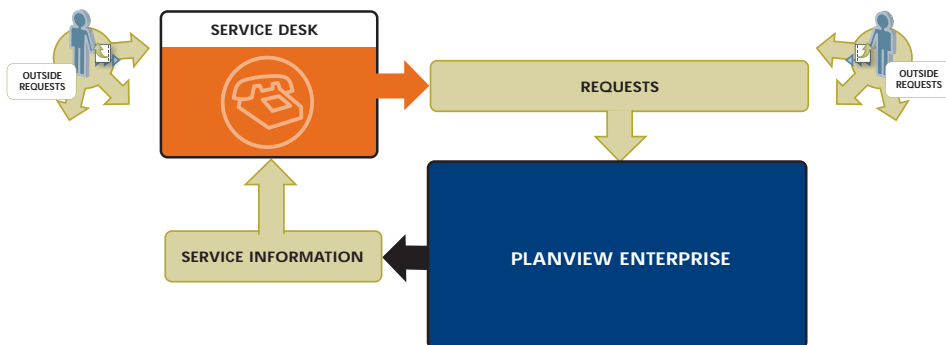 SERVICE DESK
OUTSIDE
REQUESTS
REQUESTS
OUTSIDE
REQUESTS
SERVICE INFORMATION
PLANVIEW ENTERPRISE